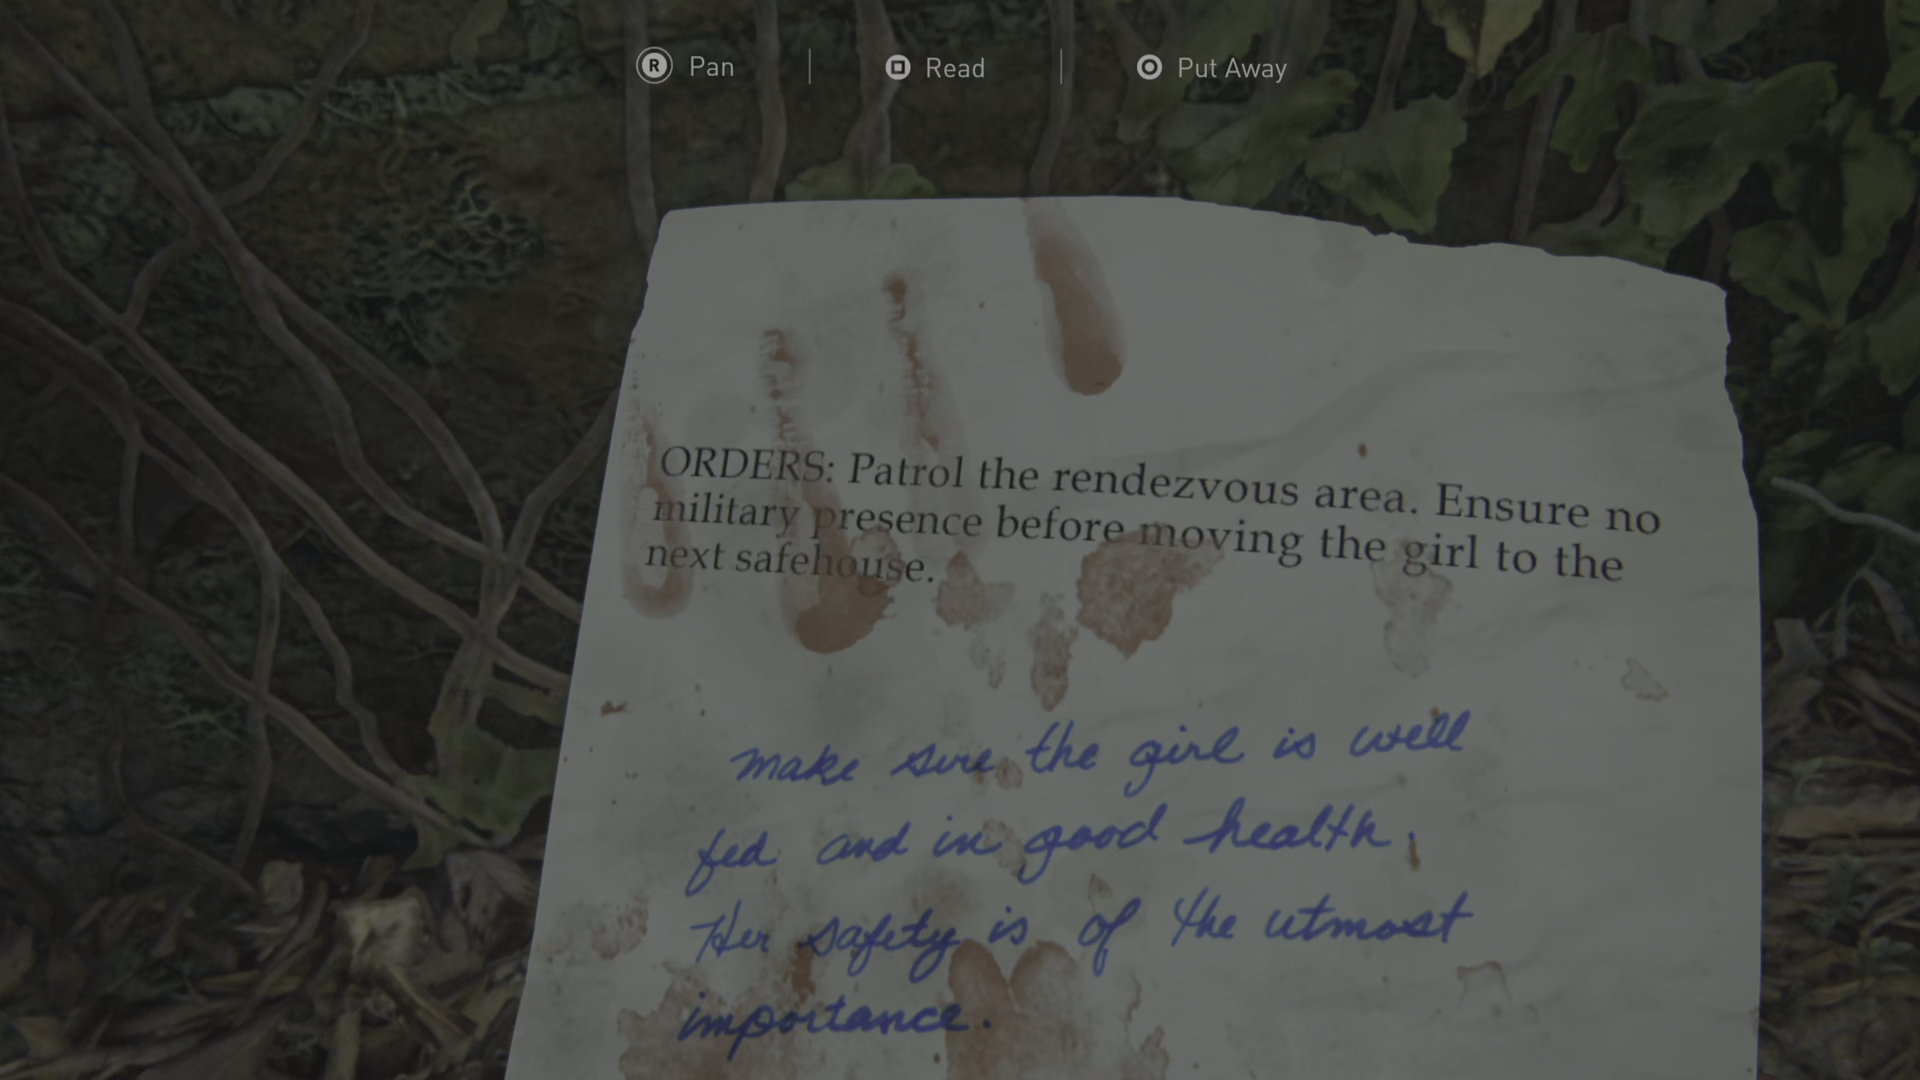 R Pan Read Put Away
ORDERS: Patrol the rendezvous area. Ensure no
military presence before moving the girl to the
next safehouse.
make sure the girl is well
fed and in good health.
Her safety is of the utmost
importance.